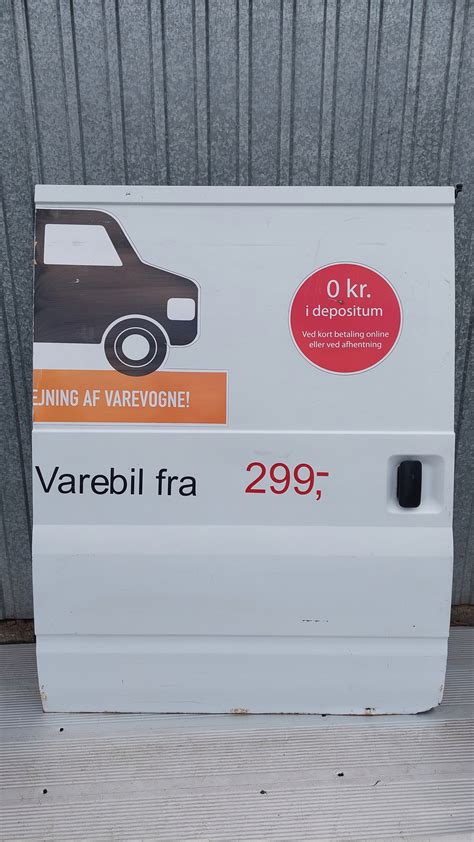 0 kr.
i depositum
Ved kort betaling online
eller ved afhentning
EJNING AF VAREVOGNE!
Varebil fra 299,-